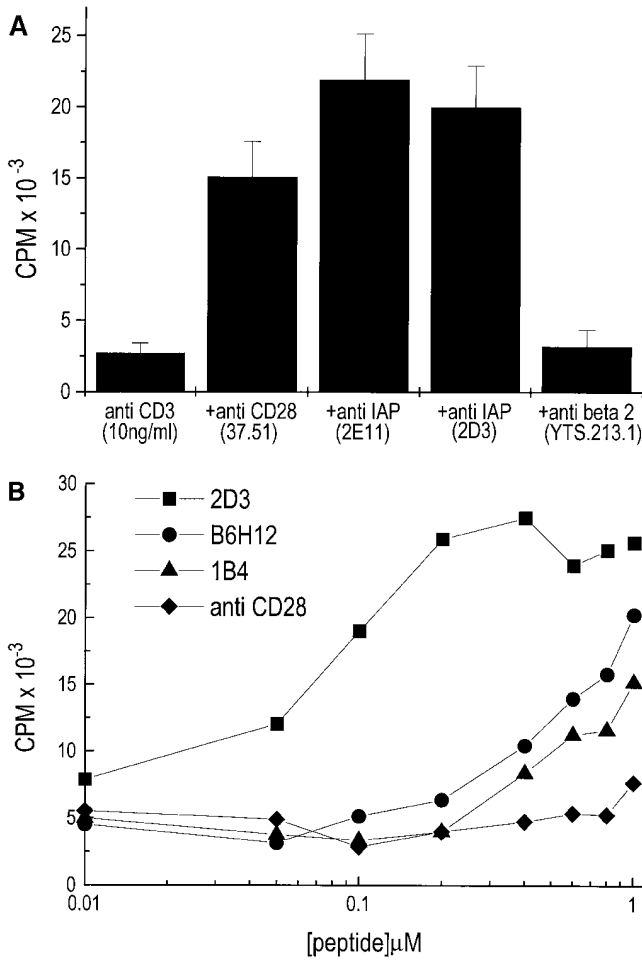 A
25
20
15
10
5
0
CPM x 10⁻³
anti CD3 +anti CD28 +anti IAP +anti IAP +anti beta 2
(10ng/ml) (37.51) (2E11) (2D3) (YTS.213.1)
B
30
25
20
15
10
5
0
CPM x 10⁻³
2D3
B6H12
1B4
anti CD28
0.01 0.1 1
[peptide]μM